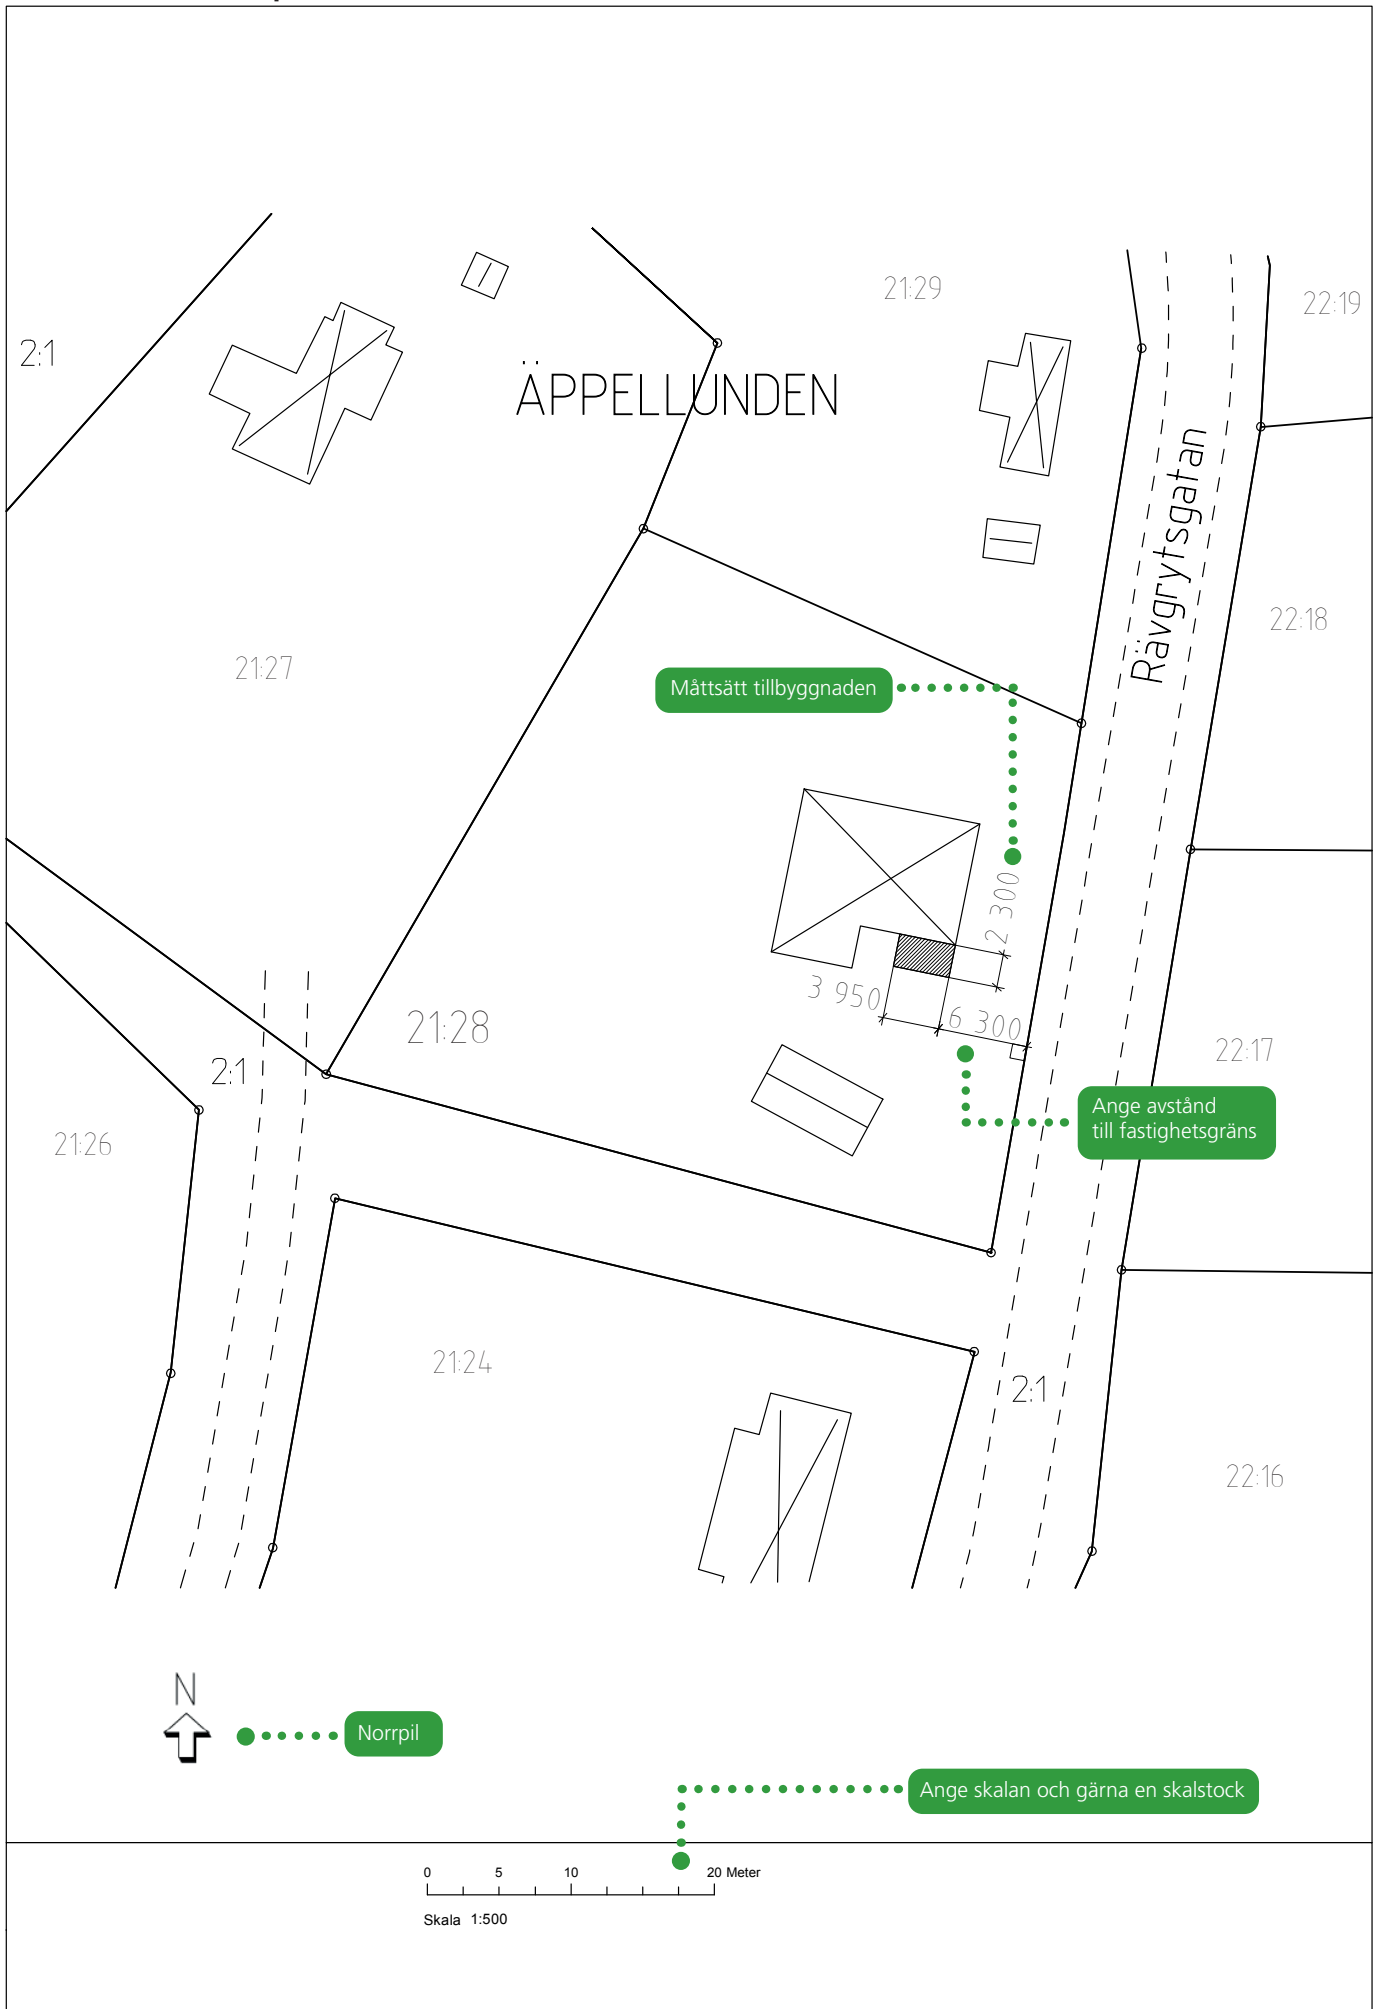 21:29
22:19
2:1
ÄPPELLUNDEN
Rävgrytsgatan
22:18
21:27
Måttsätt tillbyggnaden
2 300
3 950
6 300
21:28
22:17
2:1
Ange avstånd
till fastighetsgräns
21:26
21:24
2:1
22:16
N
Norrpil
Ange skalan och gärna en skalstock
0 5 10 20 Meter
Skala 1:500